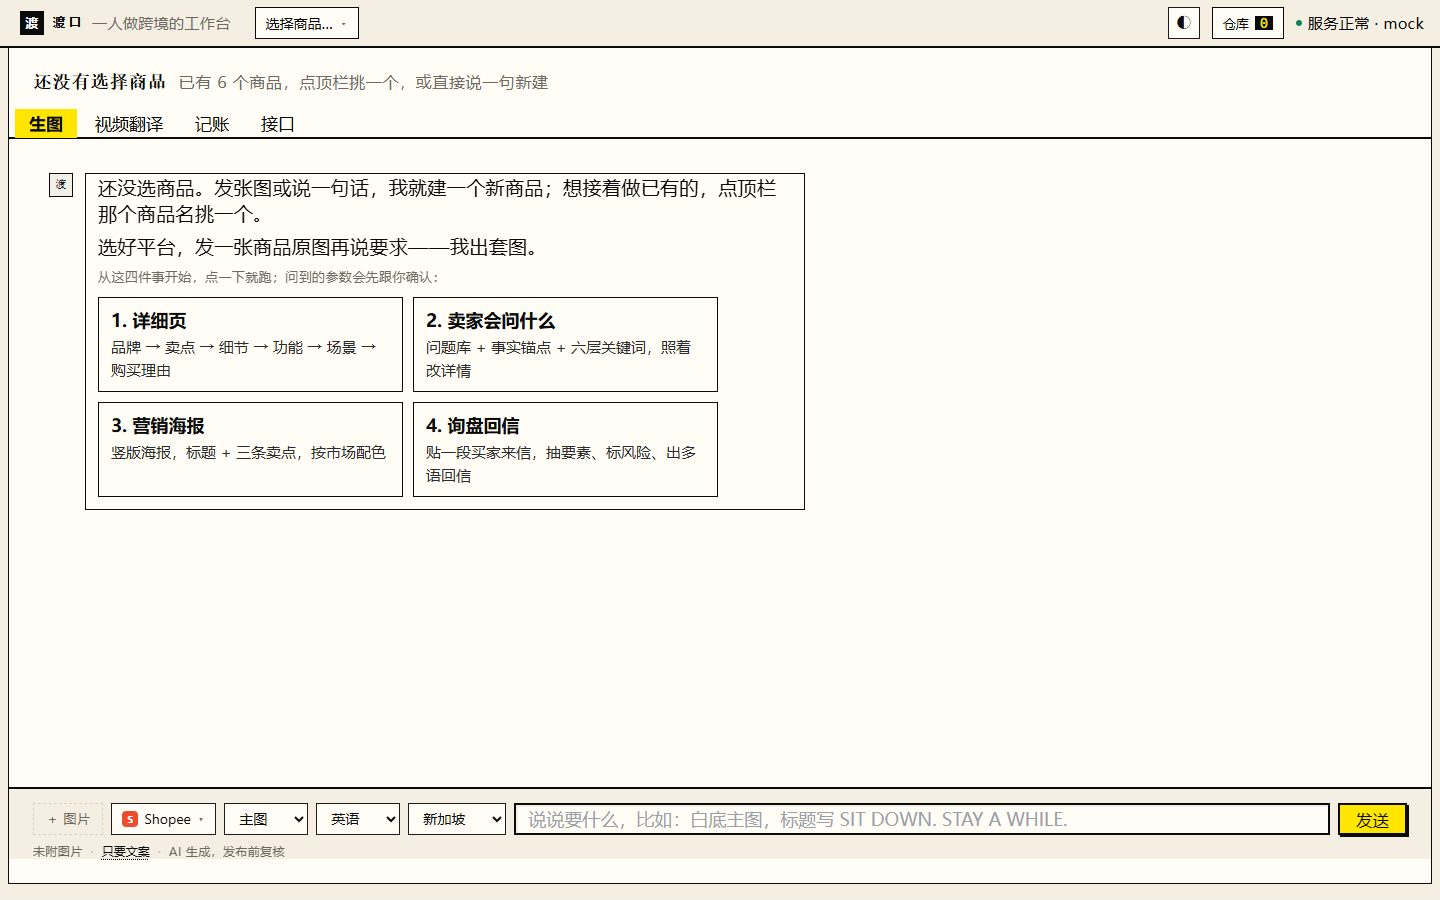 渡 渡口 一人做跨境的工作台 选择商品... 仓库 0 服务正常 · mock
还没有选择商品 已有 6 个商品，点顶栏挑一个，或直接说一句新建
生图 视频翻译 记账 接口
渡 还没选商品。发张图或说一句话，我就建一个新商品；想接着做已有的，点顶栏
那个商品名挑一个。
选好平台，发一张商品原图再说要求——我出套图。
从这四件事开始，点一下就跑；问到的参数会先跟你确认：
1. 详细页
品牌 → 卖点 → 细节 → 功能 → 场景 →
购买理由
2. 卖家会问什么
问题库 + 事实锚点 + 六层关键词，照着
改详情
3. 营销海报
竖版海报，标题 + 三条卖点，按市场配色
4. 询盘回信
贴一段买家来信，抽要素、标风险、出多
语回信
+ 图片 S Shopee 主图 英语 新加坡 说说要什么，比如：白底主图，标题写 SIT DOWN. STAY A WHILE. 发送
未附图片 · 只要文案 · AI 生成，发布前复核